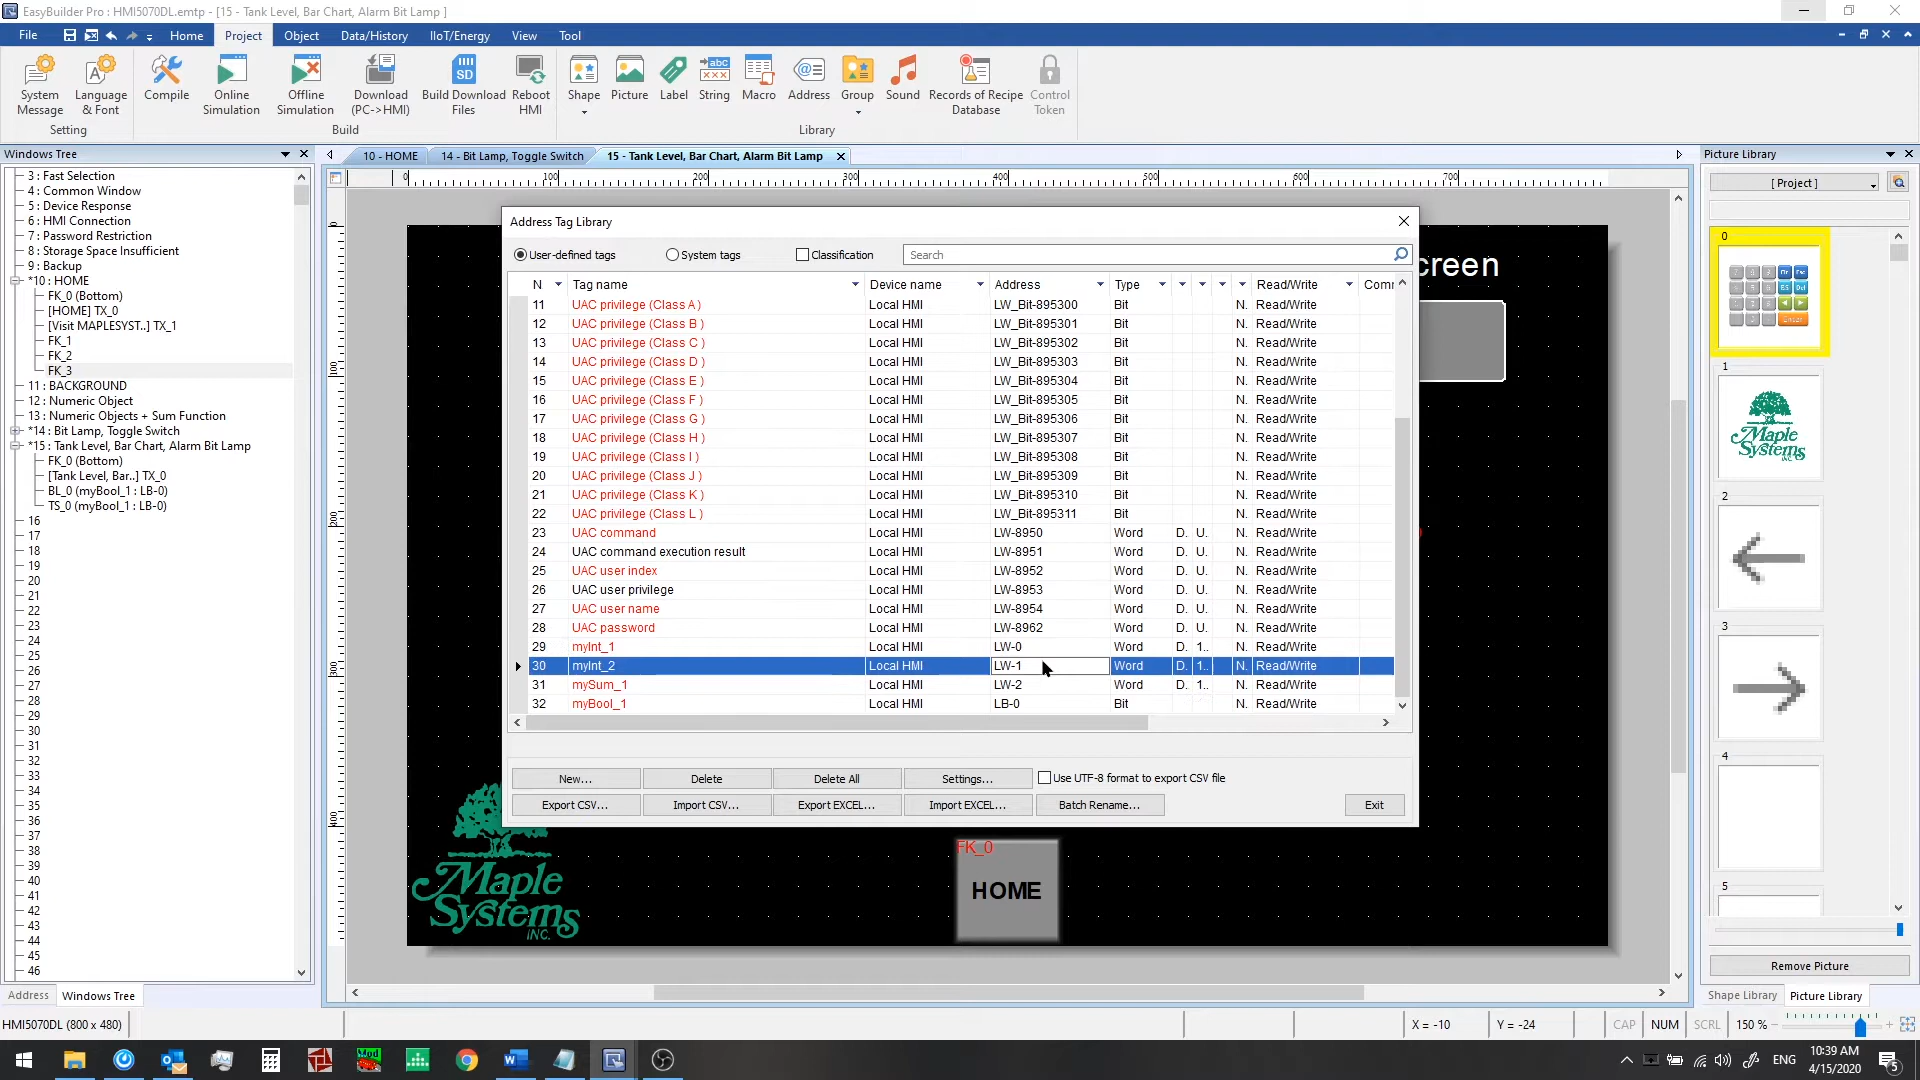 EasyBuilder Pro : HMI5070DL.emtp - [15 - Tank Level, Bar Chart, Alarm Bit Lamp ]
File Home Project Object Data/History IIoT/Energy View Tool
System Message
Language & Font
Compile
Online Simulation
Offline Simulation
Download (PC->HMI)
Build Download Files
Reboot HMI
Shape
Picture
Label
String
Macro
Address
Group
Sound
Records of Recipe Database
Control Token
Setting Build Library
Windows Tree
10 - HOME
14 - Bit Lamp, Toggle Switch
15 - Tank Level, Bar Chart, Alarm Bit Lamp
Picture Library
3 : Fast Selection
4 : Common Window
5 : Device Response
6 : HMI Connection
7 : Password Restriction
8 : Storage Space Insufficient
9 : Backup
*10 : HOME
FK_0 (Bottom)
[HOME] TX_0
[Visit MAPLESYST..] TX_1
FK_1
FK_2
FK_3
11 : BACKGROUND
12 : Numeric Object
13 : Numeric Objects + Sum Function
*14 : Bit Lamp, Toggle Switch
*15 : Tank Level, Bar Chart, Alarm Bit Lamp
FK_0 (Bottom)
[Tank Level, Bar..] TX_0
BL_0 (myBool_1 : LB-0)
TS_0 (myBool_1 : LB-0)
16
17
18
19
20
21
22
23
24
25
26
27
28
29
30
31
32
33
34
35
36
37
38
39
40
41
42
43
44
45
46
Address Windows Tree
0 100 200 300 400 500 600 700
0
100
200
300
400
creen
Address Tag Library
User-defined tags System tags Classification Search
N Tag name Device name Address Type Read/Write Comm
11 UAC privilege (Class A ) Local HMI LW_Bit-895300 Bit N. Read/Write
12 UAC privilege (Class B ) Local HMI LW_Bit-895301 Bit N. Read/Write
13 UAC privilege (Class C ) Local HMI LW_Bit-895302 Bit N. Read/Write
14 UAC privilege (Class D ) Local HMI LW_Bit-895303 Bit N. Read/Write
15 UAC privilege (Class E ) Local HMI LW_Bit-895304 Bit N. Read/Write
16 UAC privilege (Class F ) Local HMI LW_Bit-895305 Bit N. Read/Write
17 UAC privilege (Class G ) Local HMI LW_Bit-895306 Bit N. Read/Write
18 UAC privilege (Class H ) Local HMI LW_Bit-895307 Bit N. Read/Write
19 UAC privilege (Class I ) Local HMI LW_Bit-895308 Bit N. Read/Write
20 UAC privilege (Class J ) Local HMI LW_Bit-895309 Bit N. Read/Write
21 UAC privilege (Class K ) Local HMI LW_Bit-895310 Bit N. Read/Write
22 UAC privilege (Class L ) Local HMI LW_Bit-895311 Bit N. Read/Write
23 UAC command Local HMI LW-8950 Word D. U. N. Read/Write
24 UAC command execution result Local HMI LW-8951 Word D. U. N. Read/Write
25 UAC user index Local HMI LW-8952 Word D. U. N. Read/Write
26 UAC user privilege Local HMI LW-8953 Word D. U. N. Read/Write
27 UAC user name Local HMI LW-8954 Word D. U. N. Read/Write
28 UAC password Local HMI LW-8962 Word D. U. N. Read/Write
29 myInt_1 Local HMI LW-0 Word D. 1.. N. Read/Write
30 myInt_2 Local HMI LW-1 Word D. 1.. N. Read/Write
31 mySum_1 Local HMI LW-2 Word D. 1.. N. Read/Write
32 myBool_1 Local HMI LB-0 Bit N. Read/Write
New... Delete Delete All Settings... Use UTF-8 format to export CSV file
Export CSV... Import CSV... Export EXCEL... Import EXCEL... Batch Rename... Exit
Maple
Systems
INC.
FK_0
HOME
[ Project ]
0
1
Maple
Systems
INC.
2
3
4
5
Remove Picture
Shape Library Picture Library
HMI5070DL (800 x 480) X = -10 Y = -24 CAP NUM SCRL 150 %
ENG
10:39 AM
4/15/2020
5